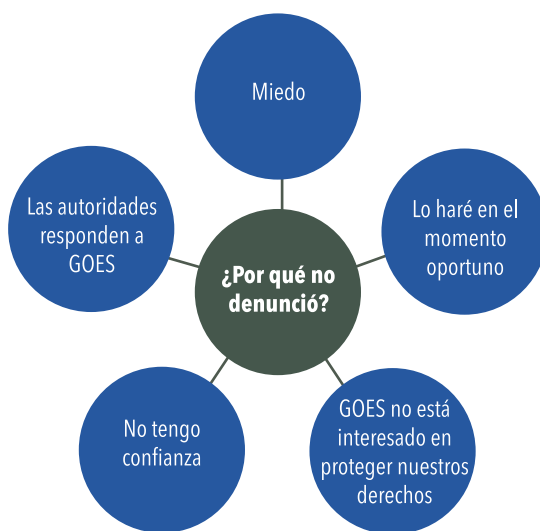 Miedo
Las autoridades
responden a
GOES
Lo haré en el
momento
oportuno
¿Por qué no
denunció?
No tengo
confianza
GOES no está
interesado en
proteger nuestros
derechos